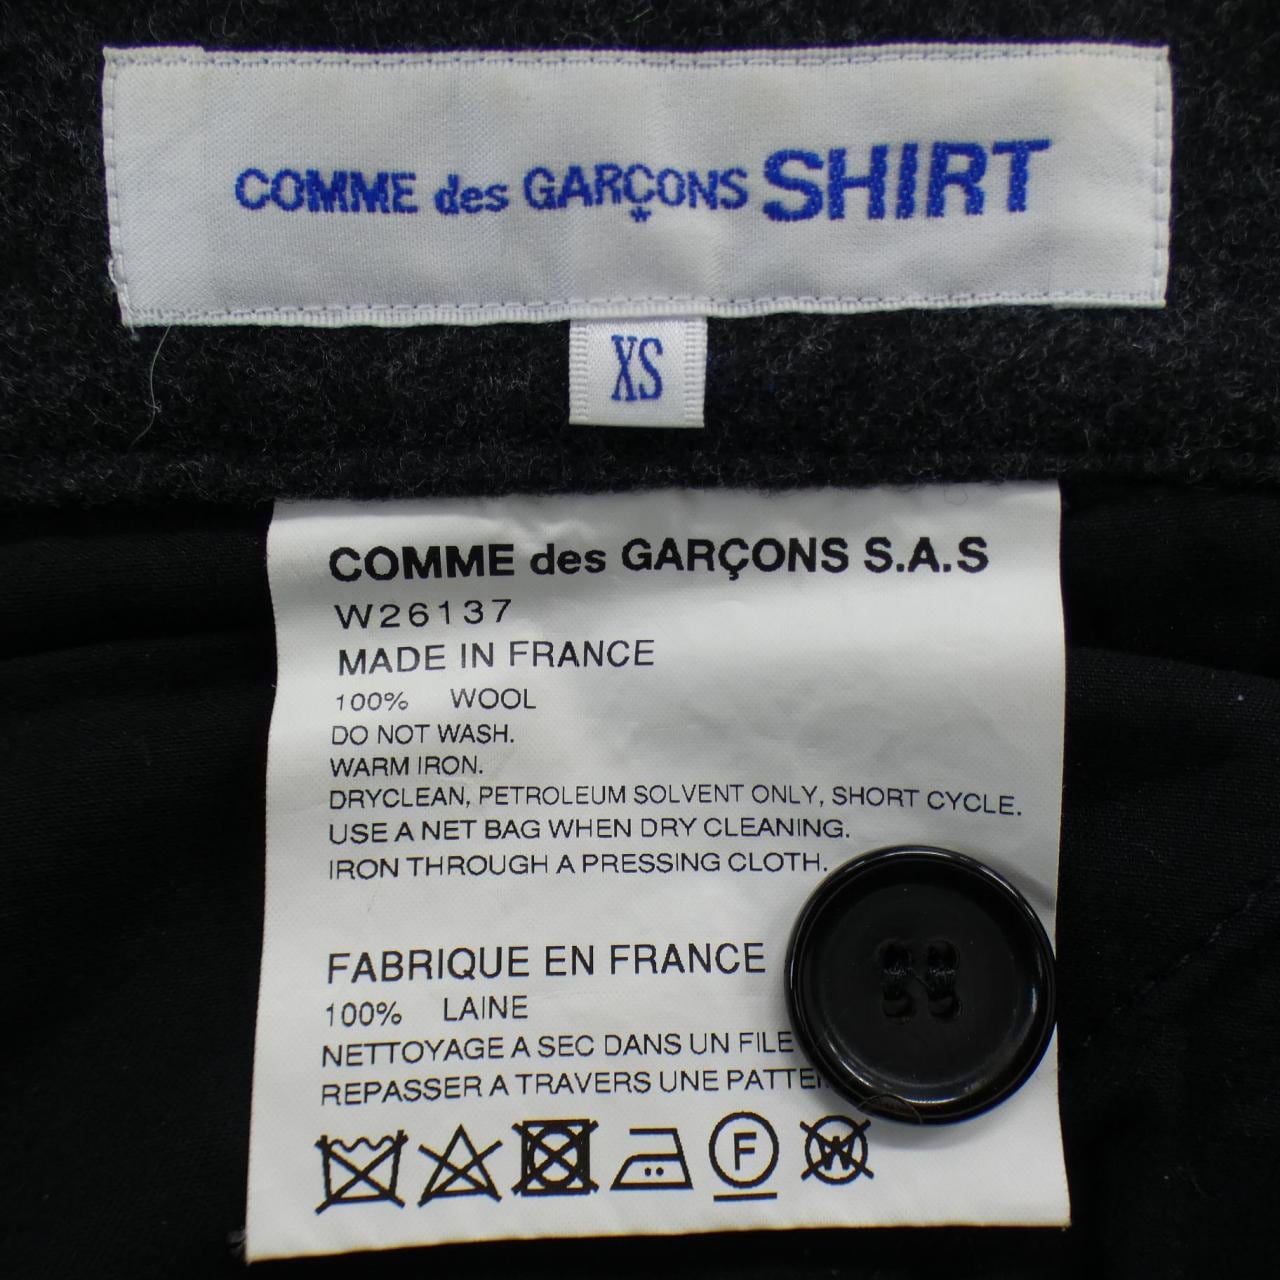 COMME des GARÇONS SHIRT
XS
COMME des GARÇONS S.A.S
W26137
MADE IN FRANCE
100% WOOL
DO NOT WASH.
WARM IRON.
DRYCLEAN, PETROLEUM SOLVENT ONLY, SHORT CYCLE.
USE A NET BAG WHEN DRY CLEANING.
IRON THROUGH A PRESSING CLOTH.
FABRIQUE EN FRANCE
100% LAINE
NETTOYAGE A SEC DANS UN FILE
REPASSER A TRAVERS UNE
F W